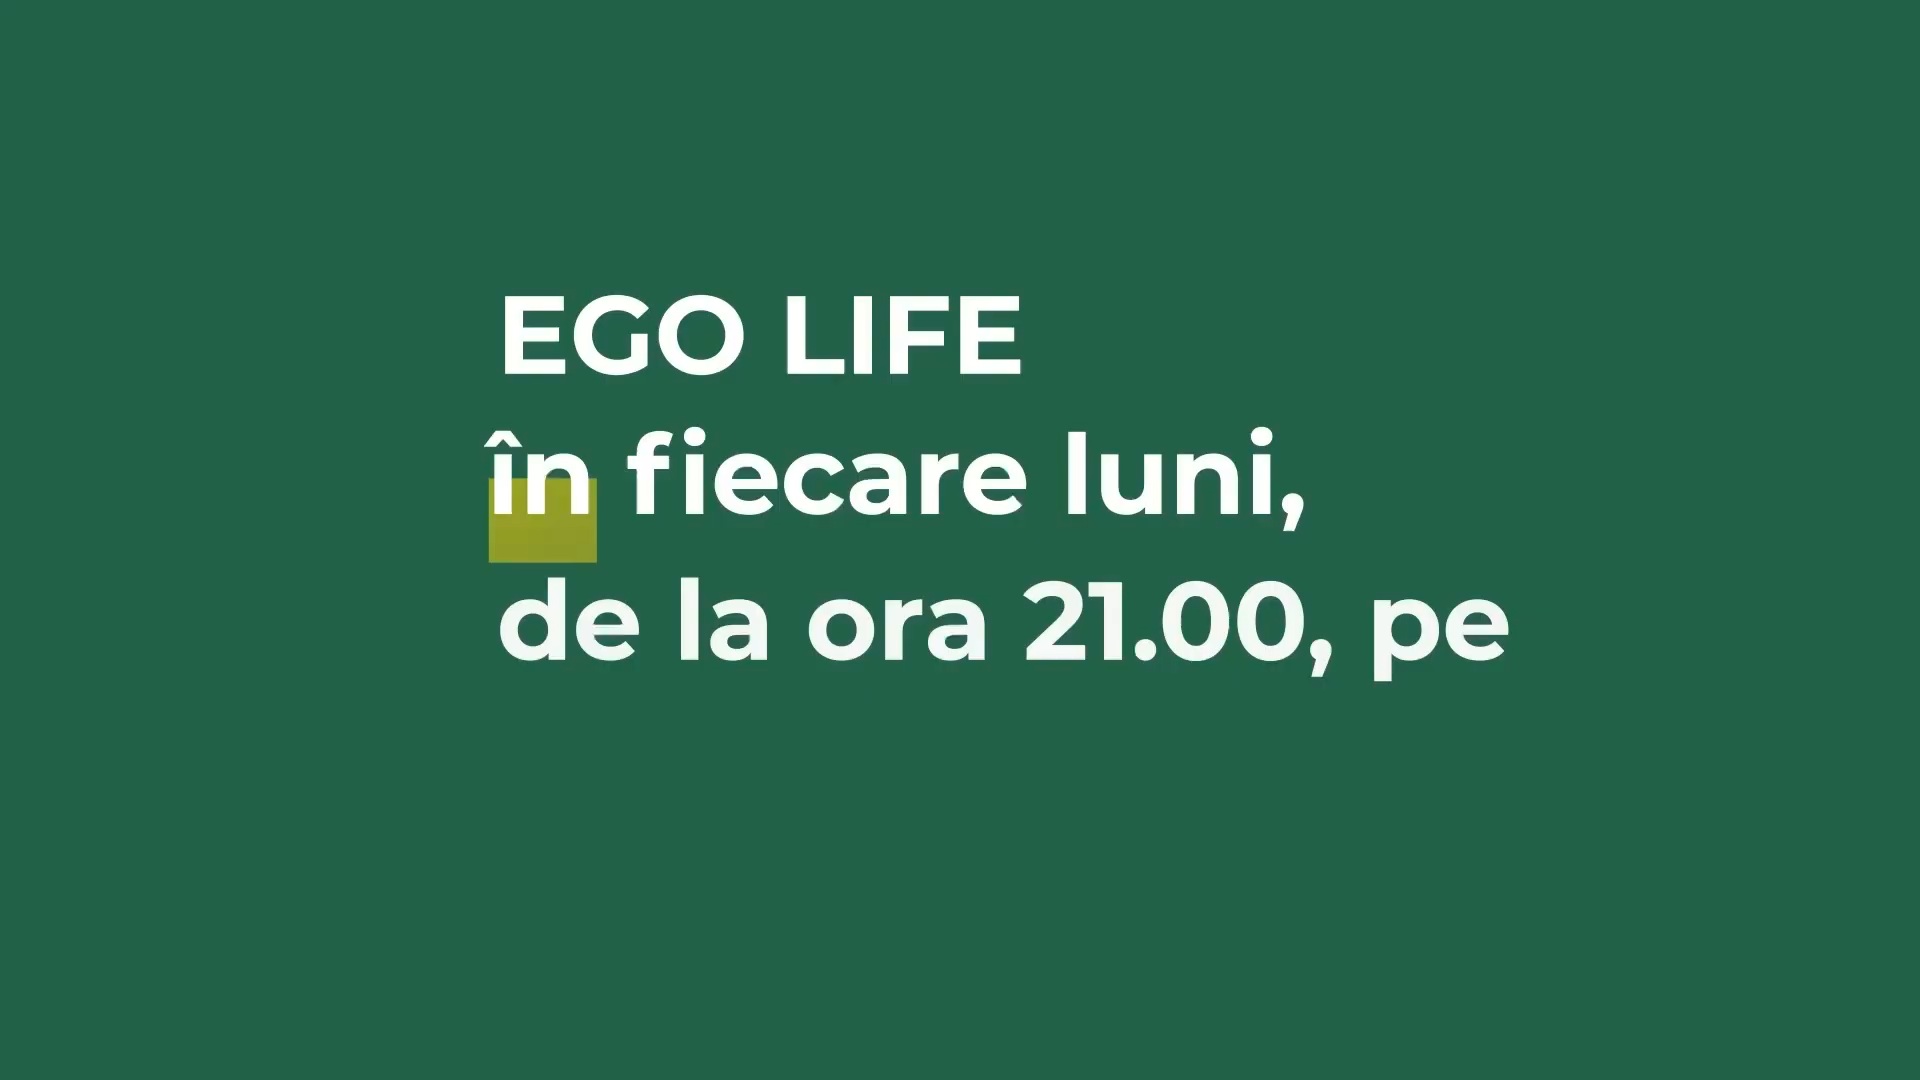 EGO LIFE
în fiecare luni,
de la ora 21.00, pe